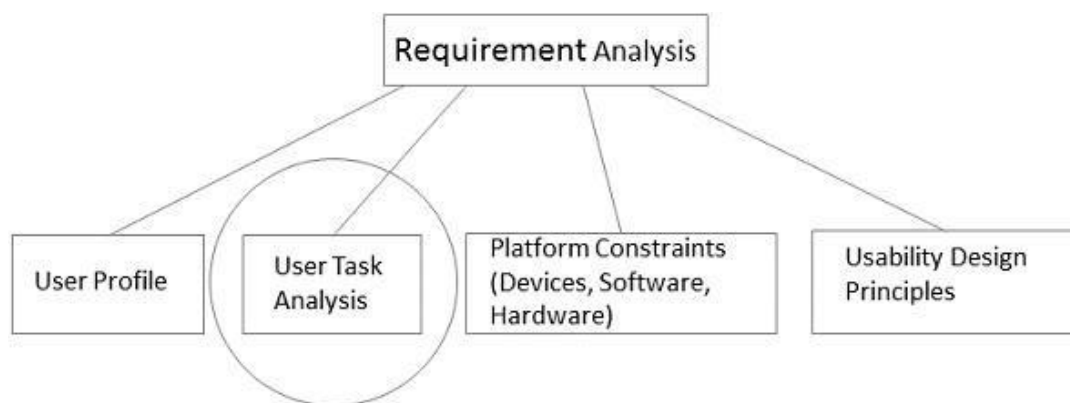 Requirement Analysis
User Profile
User Task
Analysis
Platform Constraints
(Devices, Software,
Hardware)
Usability Design
Principles